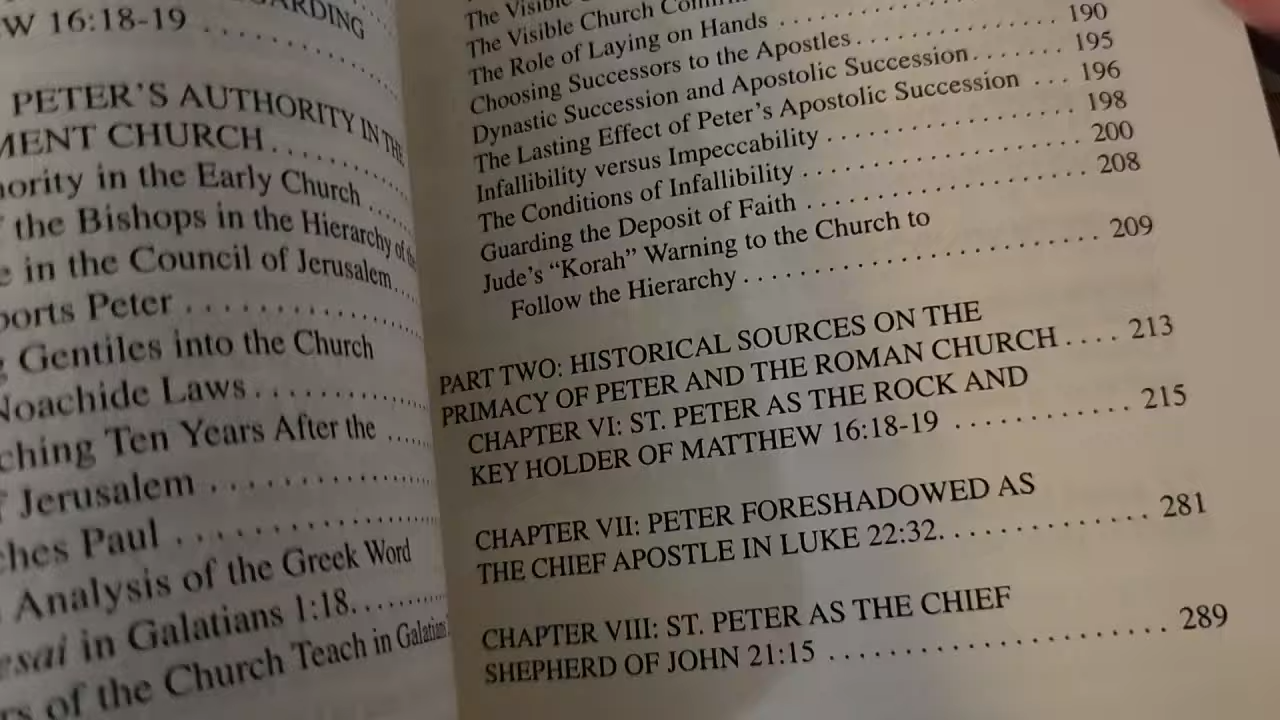 ARDING
W 16:18-19
PETER'S AUTHORITY IN THE
MENT CHURCH
ority in the Early Church
the Bishops in the Hierarchy of the
e in the Council of Jerusalem
ports Peter
Gentiles into the Church
Noachide Laws
ching Ten Years After the
Jerusalem
ches Paul
Analysis of the Greek Word
esai in Galatians 1:18
rs of the Church Teach in Galatian
The Visible
The Visible Church
The Role of Laying on Hands
Choosing Successors to the Apostles . . . . . . . . . . . . . . . 190
Dynastic Succession and Apostolic Succession . . . . . . . 195
The Lasting Effect of Peter's Apostolic Succession . . . 196
Infallibility versus Impeccability . . . . . . . . . . . . . . . . . . 198
The Conditions of Infallibility . . . . . . . . . . . . . . . . . . . . 200
Guarding the Deposit of Faith . . . . . . . . . . . . . . . . . . . . 208
Jude's "Korah" Warning to the Church to
Follow the Hierarchy . . . . . . . . . . . . . . . . . . . . . . . . . 209
PART TWO: HISTORICAL SOURCES ON THE
PRIMACY OF PETER AND THE ROMAN CHURCH . . . . 213
CHAPTER VI: ST. PETER AS THE ROCK AND
KEY HOLDER OF MATTHEW 16:18-19 . . . . . . . . . . . . 215
CHAPTER VII: PETER FORESHADOWED AS
THE CHIEF APOSTLE IN LUKE 22:32. . . . . . . . . . . . . . 281
CHAPTER VIII: ST. PETER AS THE CHIEF
SHEPHERD OF JOHN 21:15 . . . . . . . . . . . . . . . . . . . . . . 289